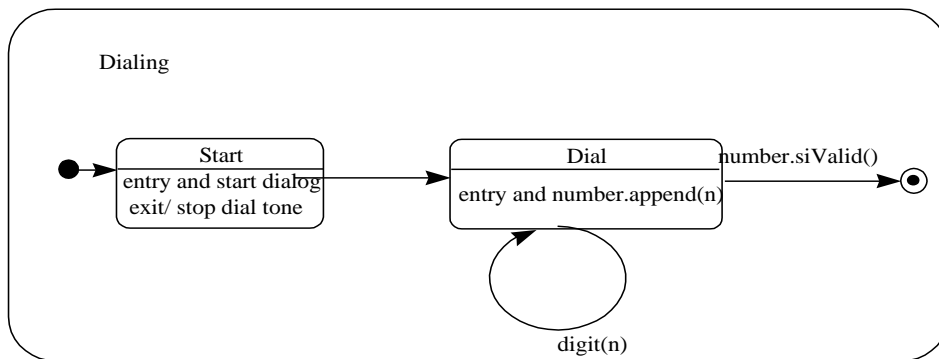 Dialing
Start
entry and start dialog
exit/ stop dial tone
Dial
entry and number.append(n)
number.siValid()
digit(n)